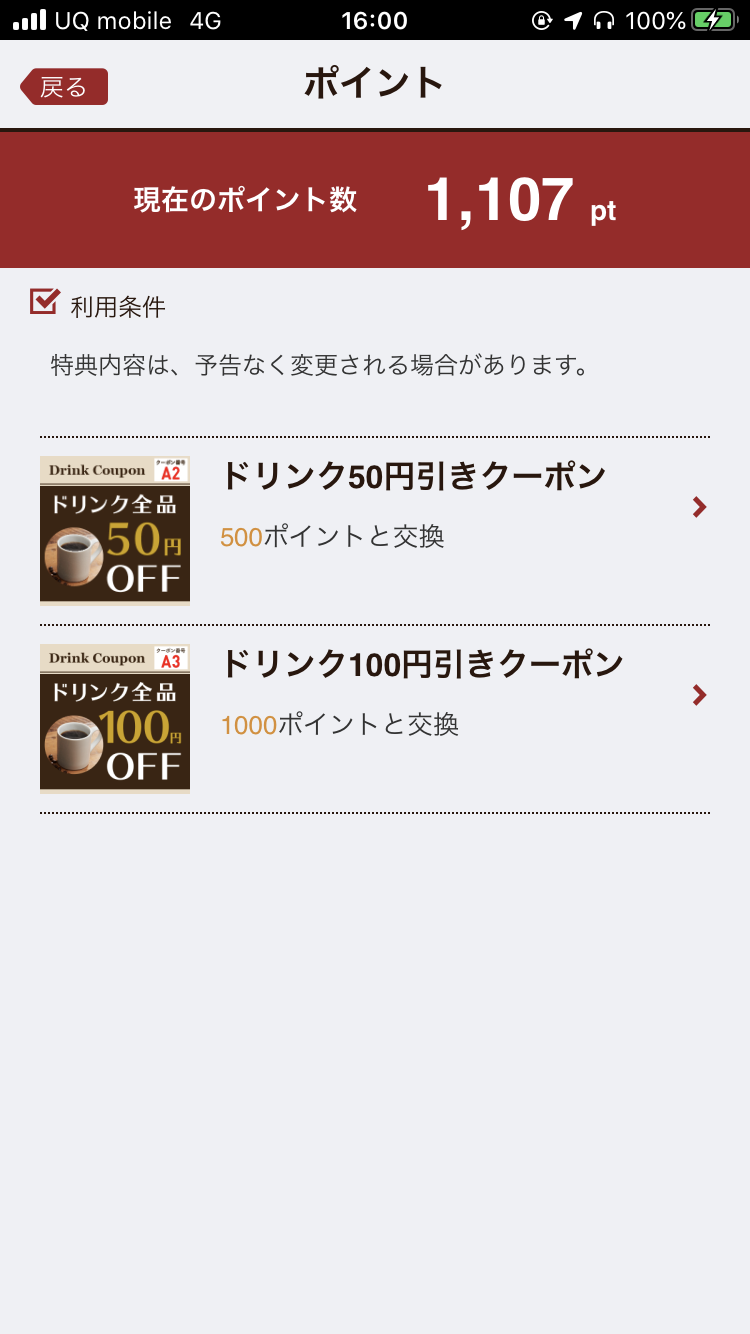 UQ mobile 4G 16:00 100%
戻る ポイント
現在のポイント数 1,107 pt
利用条件
特典内容は、予告なく変更される場合があります。
Drink Coupon クーポン番号 A2
ドリンク全品
50円
OFF
ドリンク50円引きクーポン
500ポイントと交換
Drink Coupon クーポン番号 A3
ドリンク全品
100円
OFF
ドリンク100円引きクーポン
1000ポイントと交換